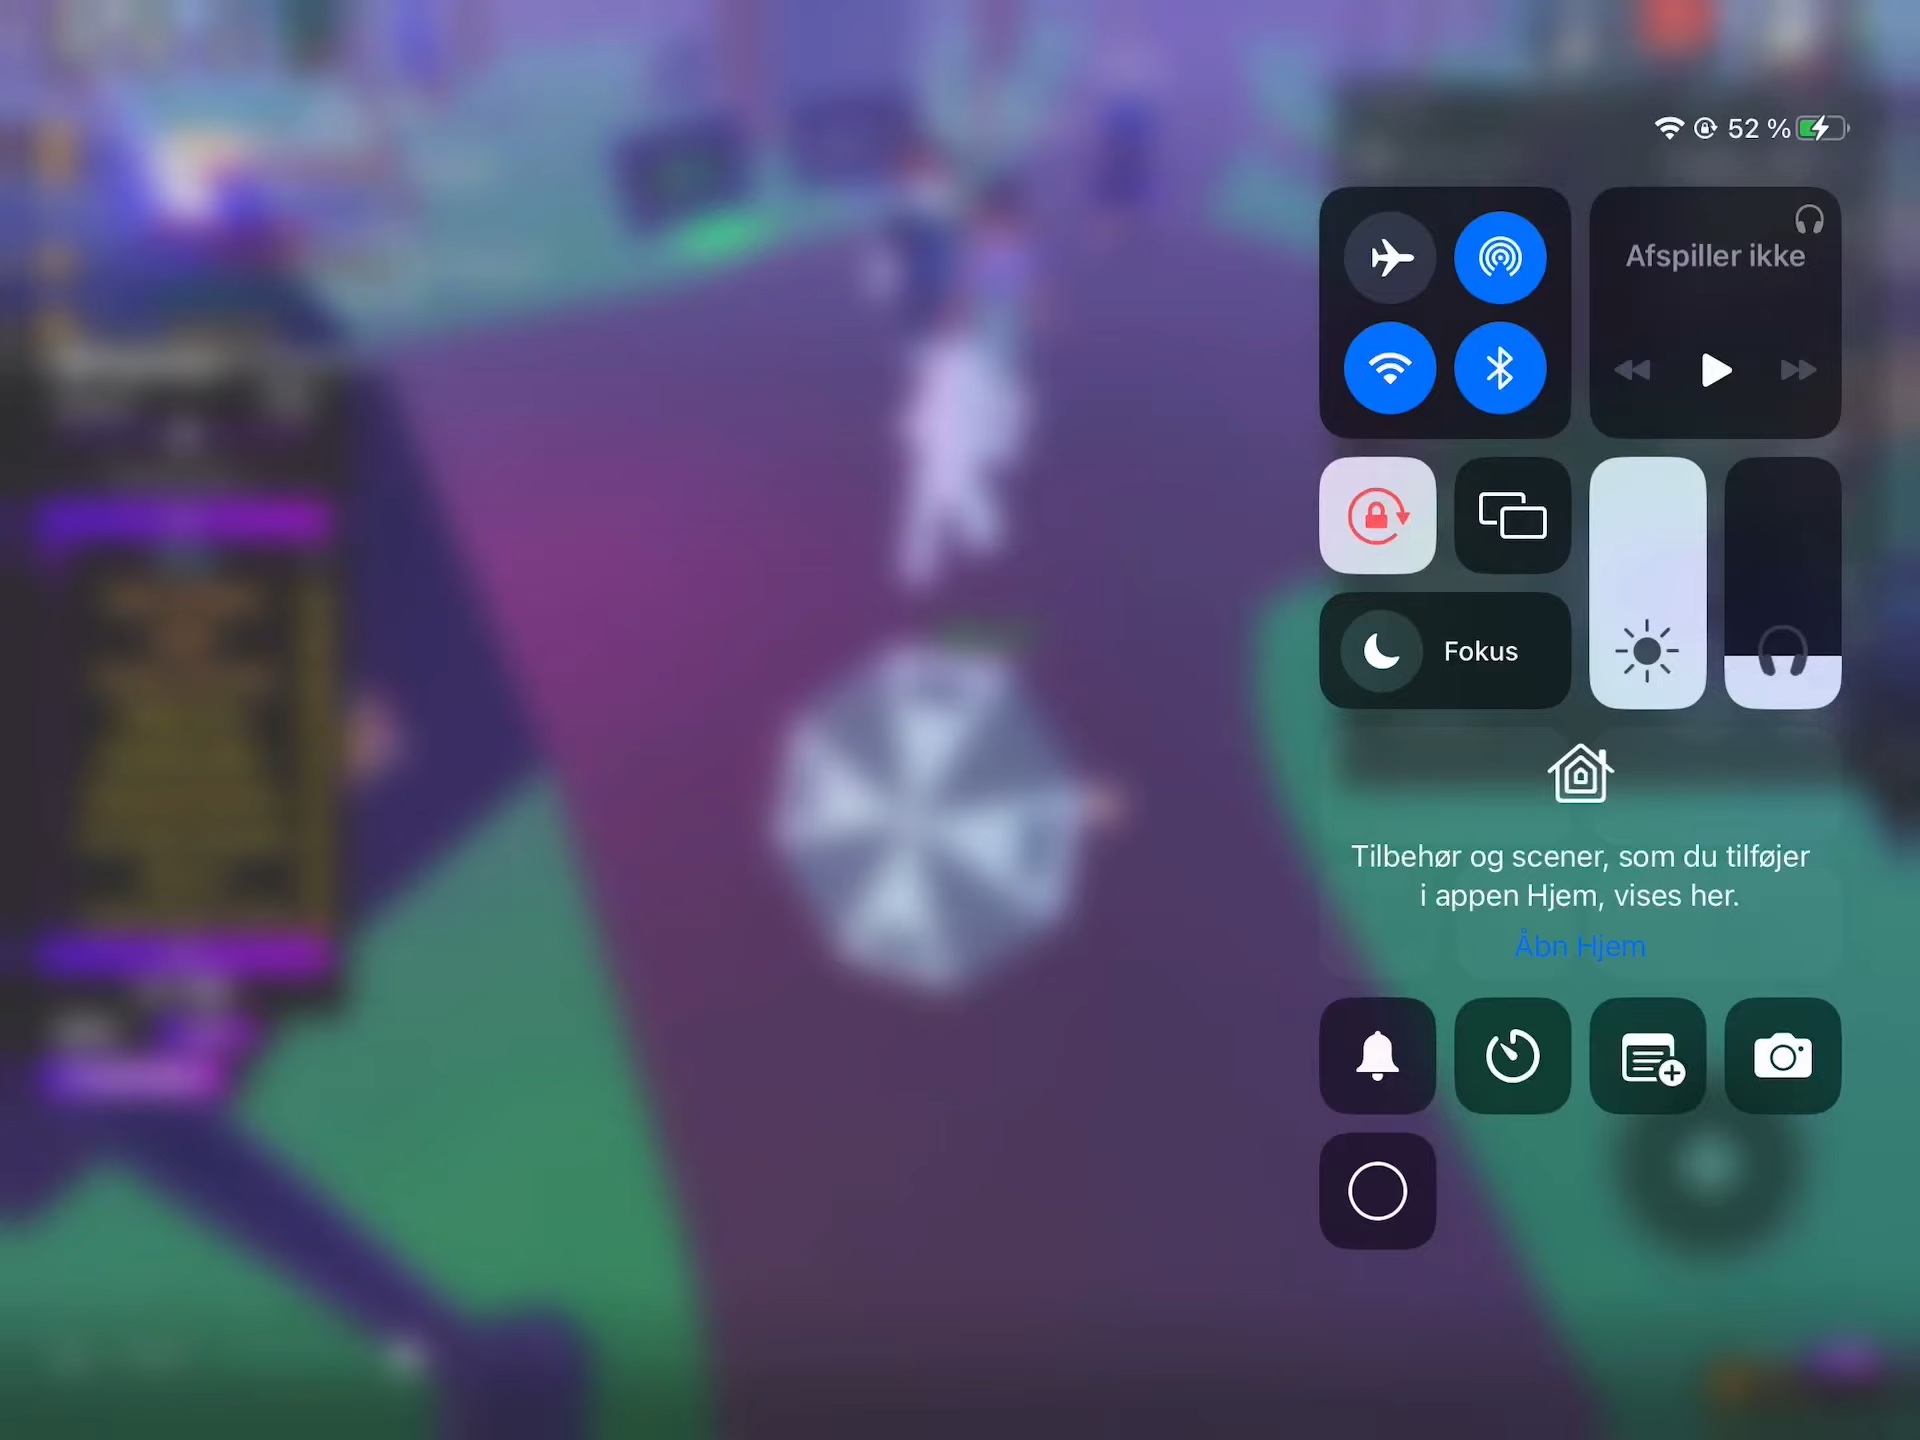 52 %
Afspiller ikke
Fokus
Tilbehør og scener, som du tilføjer
i appen Hjem, vises her.
Åbn Hjem